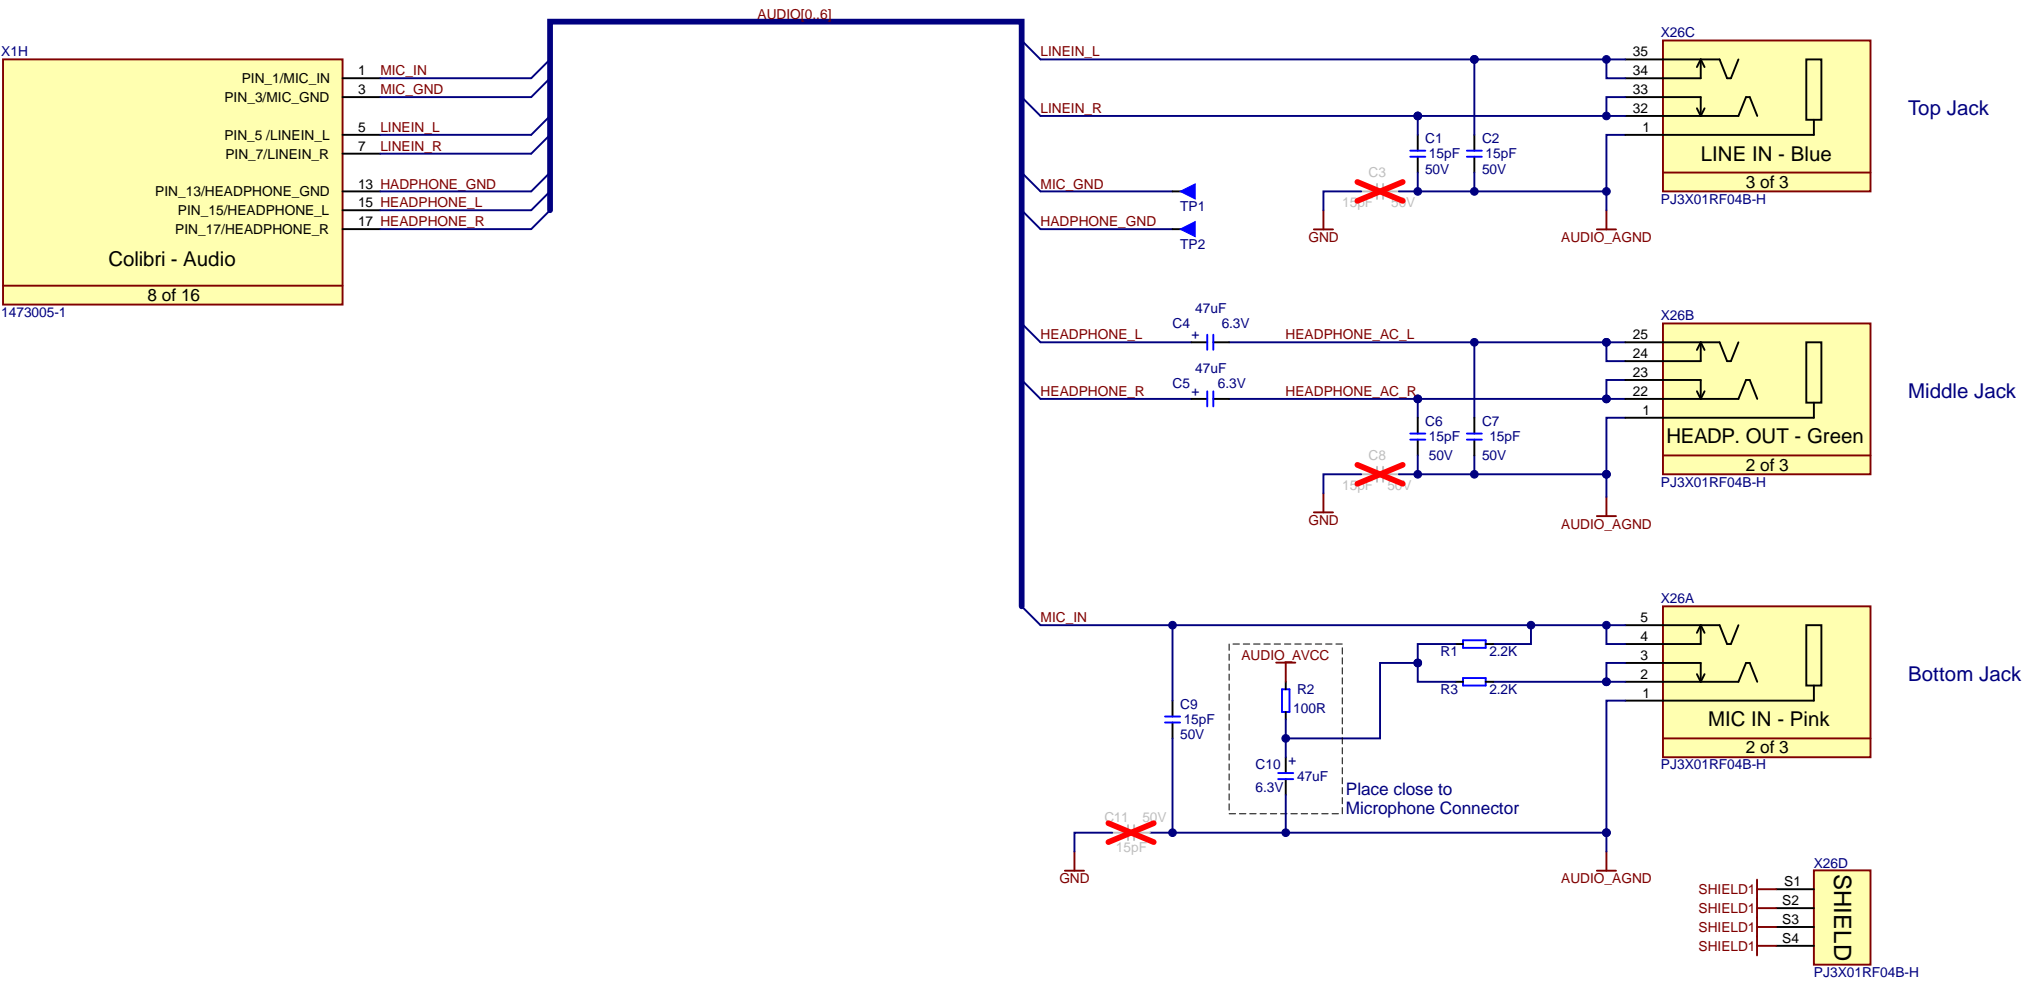 AUDIO[0..6]
X1H
PIN_1/MIC_IN 1 MIC_IN
PIN_3/MIC_GND 3 MIC_GND
PIN_5 /LINEIN_L 5 LINEIN_L
PIN_7/LINEIN_R 7 LINEIN_R
PIN_13/HEADPHONE_GND 13 HADPHONE_GND
PIN_15/HEADPHONE_L 15 HEADPHONE_L
PIN_17/HEADPHONE_R 17 HEADPHONE_R
Colibri - Audio
8 of 16
1473005-1
LINEIN_L
LINEIN_R
MIC_GND
TP1
HADPHONE_GND
TP2
C1
15pF
50V
C2
15pF
50V
C3
15pF 50V
GND
AUDIO_AGND
X26C
35
34
33
32
1
LINE IN - Blue
3 of 3
PJ3X01RF04B-H
Top Jack
HEADPHONE_L
47uF
C4 + 6.3V
HEADPHONE_AC_L
HEADPHONE_R
47uF
C5 + 6.3V
HEADPHONE_AC_R
C6
15pF
50V
C7
15pF
50V
C8
15pF 50V
GND
AUDIO_AGND
X26B
25
24
23
22
1
HEADP. OUT - Green
2 of 3
PJ3X01RF04B-H
Middle Jack
MIC_IN
C9
15pF
50V
AUDIO_AVCC
R2
100R
C10 +
47uF
6.3V
Place close to
Microphone Connector
R1 2.2K
R3 2.2K
C11 50V
15pF
GND
AUDIO_AGND
X26A
5
4
3
2
1
MIC IN - Pink
2 of 3
PJ3X01RF04B-H
Bottom Jack
X26D
SHIELD1 S1
SHIELD1 S2
SHIELD1 S3
SHIELD1 S4
SHIELD
PJ3X01RF04B-H